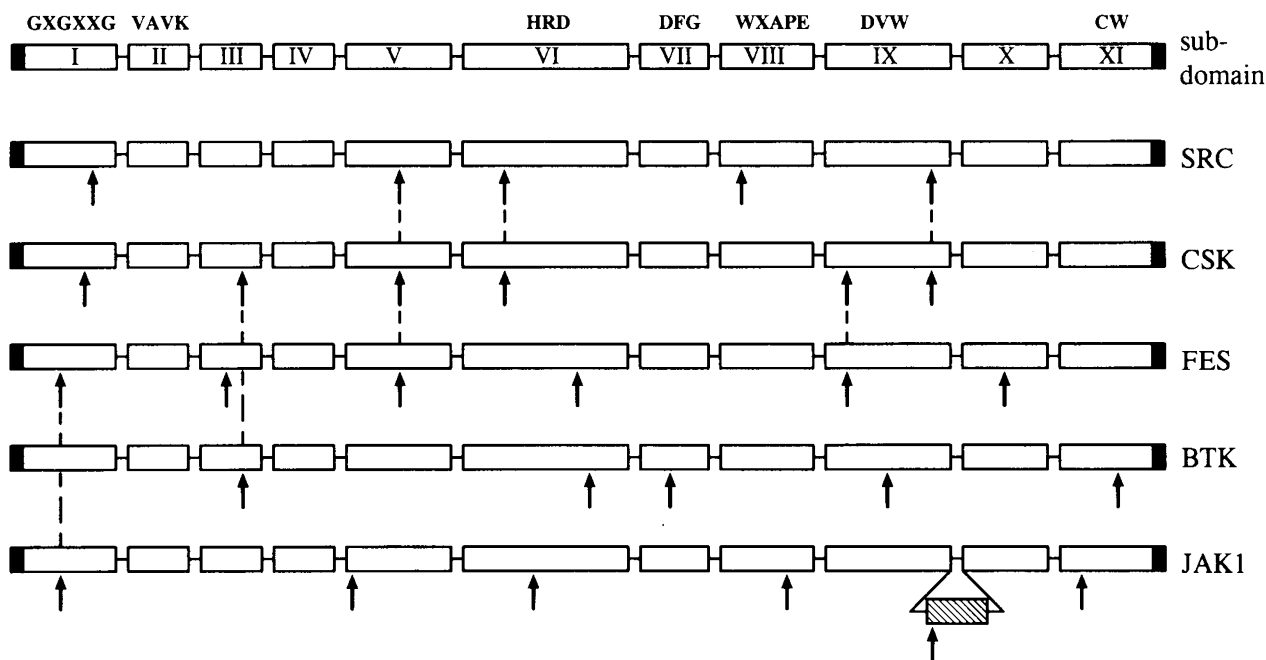 GXGXXG VAVK HRD DFG WXAPE DVW CW
I II III IV V VI VII VIII IX X XI sub-
domain
SRC
CSK
FES
BTK
JAK1